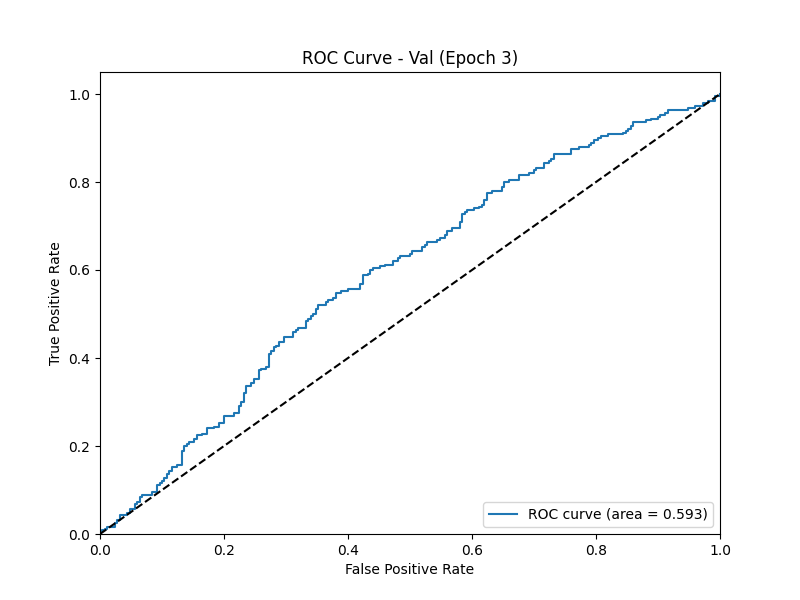 ROC Curve - Val (Epoch 3)
True Positive Rate
1.0
0.8
0.6
0.4
0.2
0.0
0.0 0.2 0.4 0.6 0.8 1.0
False Positive Rate
ROC curve (area = 0.593)